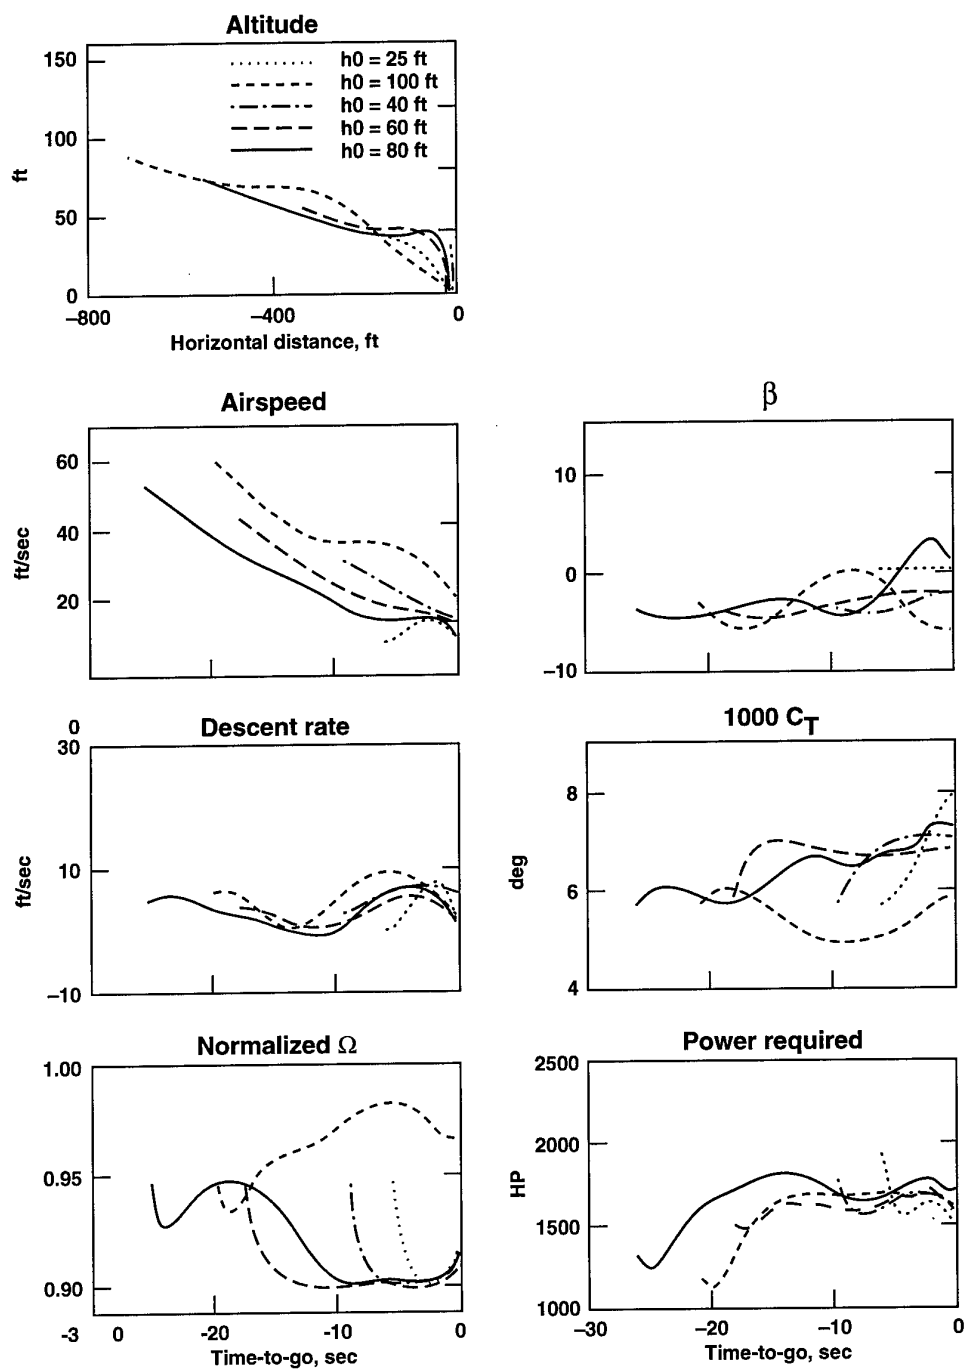 Altitude
150
100
50
0
ft
h0 = 25 ft
h0 = 100 ft
h0 = 40 ft
h0 = 60 ft
h0 = 80 ft
−800
−400
0
Horizontal distance, ft
Airspeed
60
40
20
ft/sec
β
10
0
−10
0
Descent rate
30
10
−10
ft/sec
1000 CT
8
6
4
deg
Normalized Ω
1.00
0.95
0.90
-3 0 -20 −10 0
Time-to-go, sec
Power required
2500
2000
1500
1000
HP
−30 −20 −10 0
Time-to-go, sec